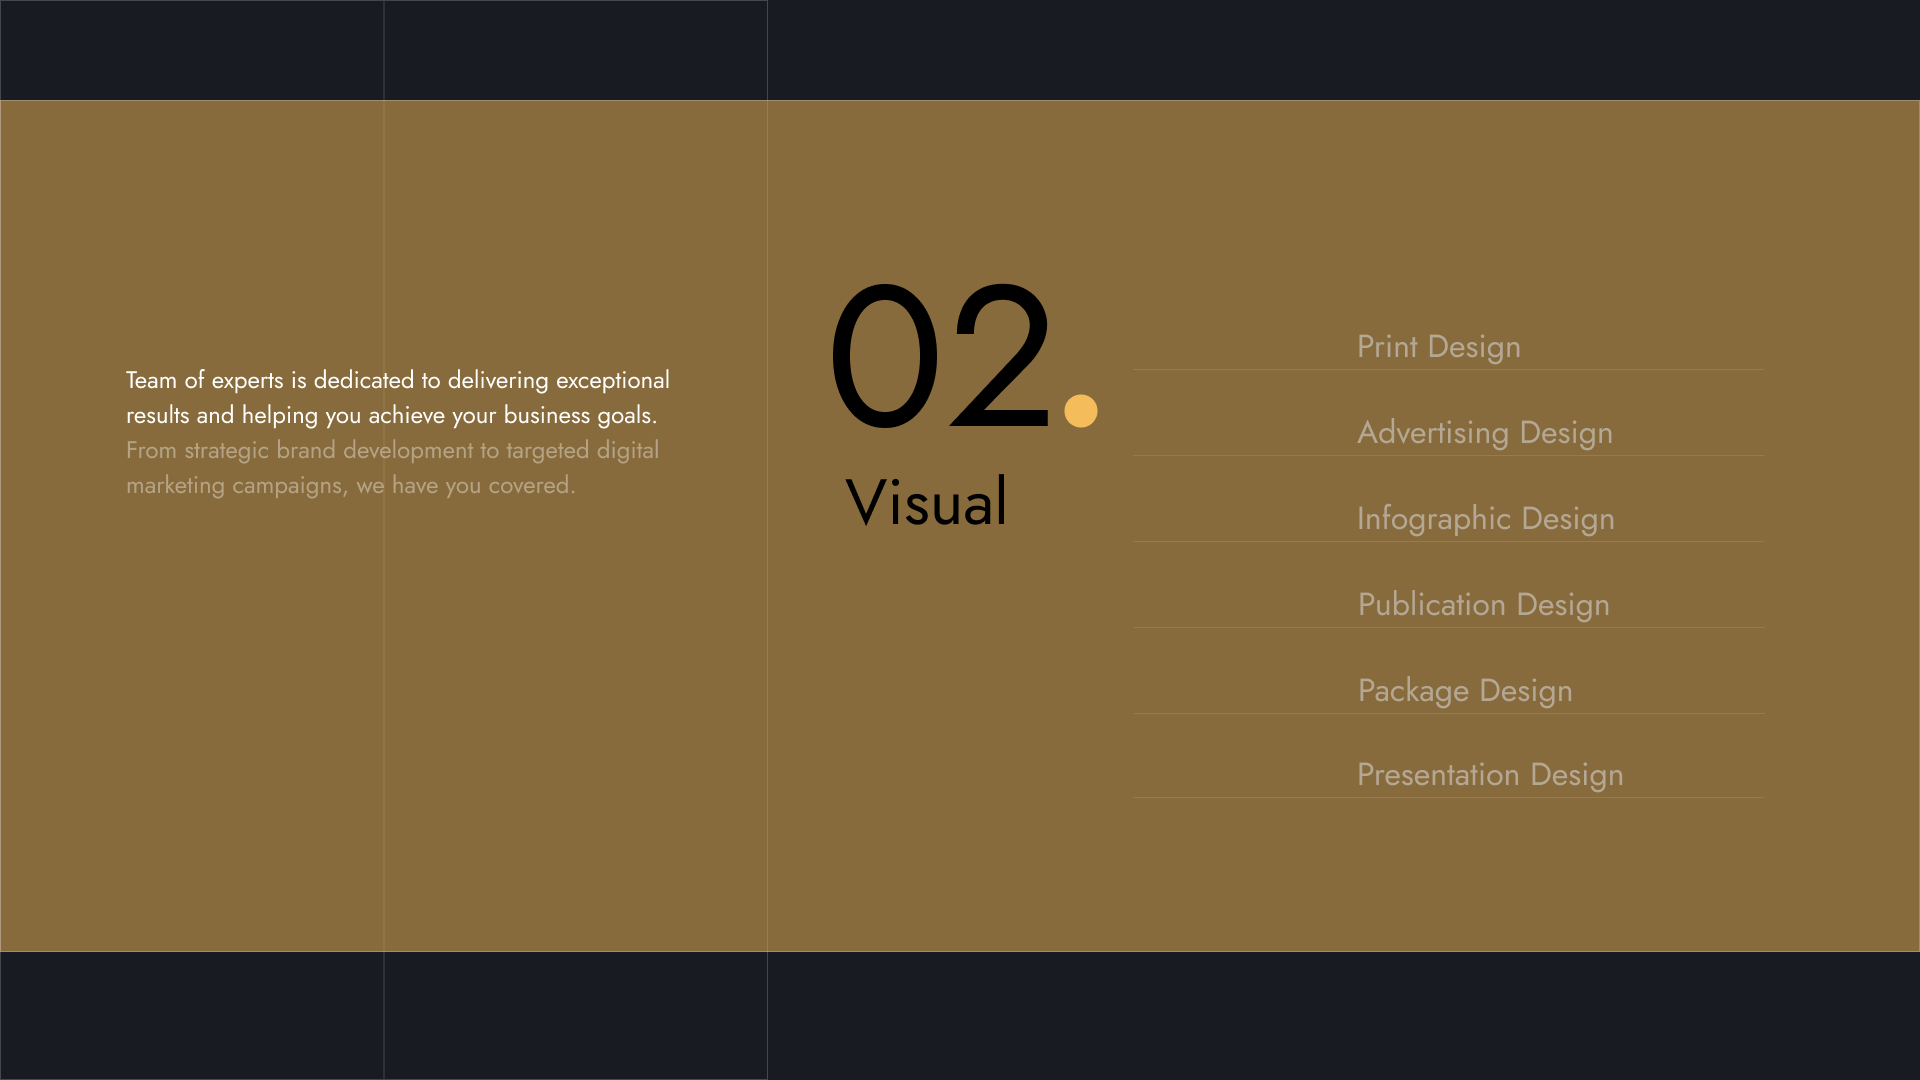 Team of experts is dedicated to delivering exceptional
results and helping you achieve your business goals.
From strategic brand development to targeted digital
marketing campaigns, we have you covered.
02.
Visual
Print Design
Advertising Design
Infographic Design
Publication Design
Package Design
Presentation Design